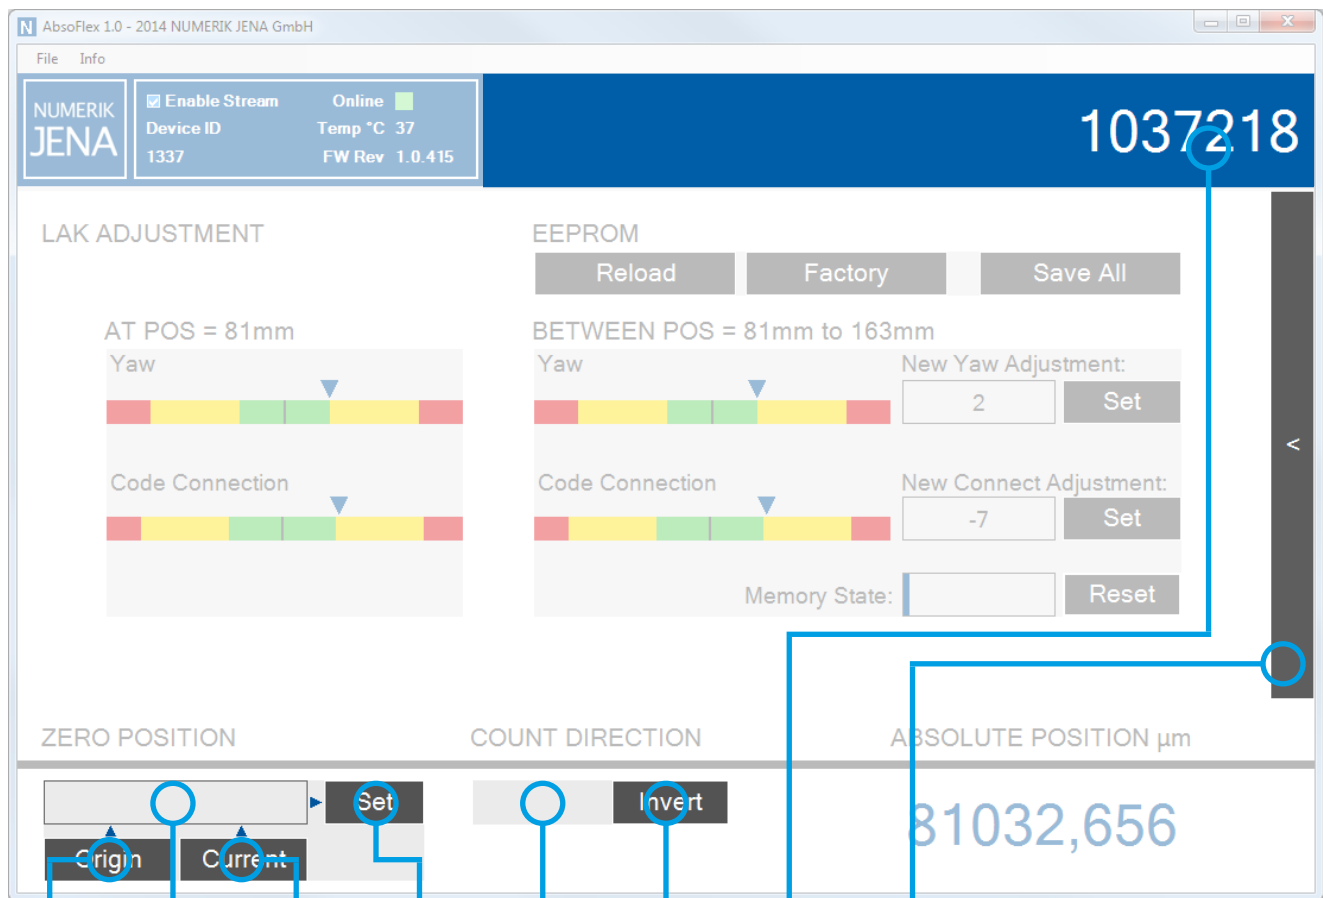 N AbsoFlex 1.0 - 2014 NUMERIK JENA GmbH
File Info
NUMERIK
JENA
Enable Stream Online
Device ID Temp °C 37
1337 FW Rev 1.0.415
1037218
LAK ADJUSTMENT
EEPROM
Reload Factory Save All
AT POS = 81mm
BETWEEN POS = 81mm to 163mm
Yaw
Yaw
New Yaw Adjustment:
2 Set
<
Code Connection
Code Connection
New Connect Adjustment:
-7 Set
Memory State: Reset
ZERO POSITION COUNT DIRECTION ABSOLUTE POSITION µm
Set Invert
81032,656
Origin Current